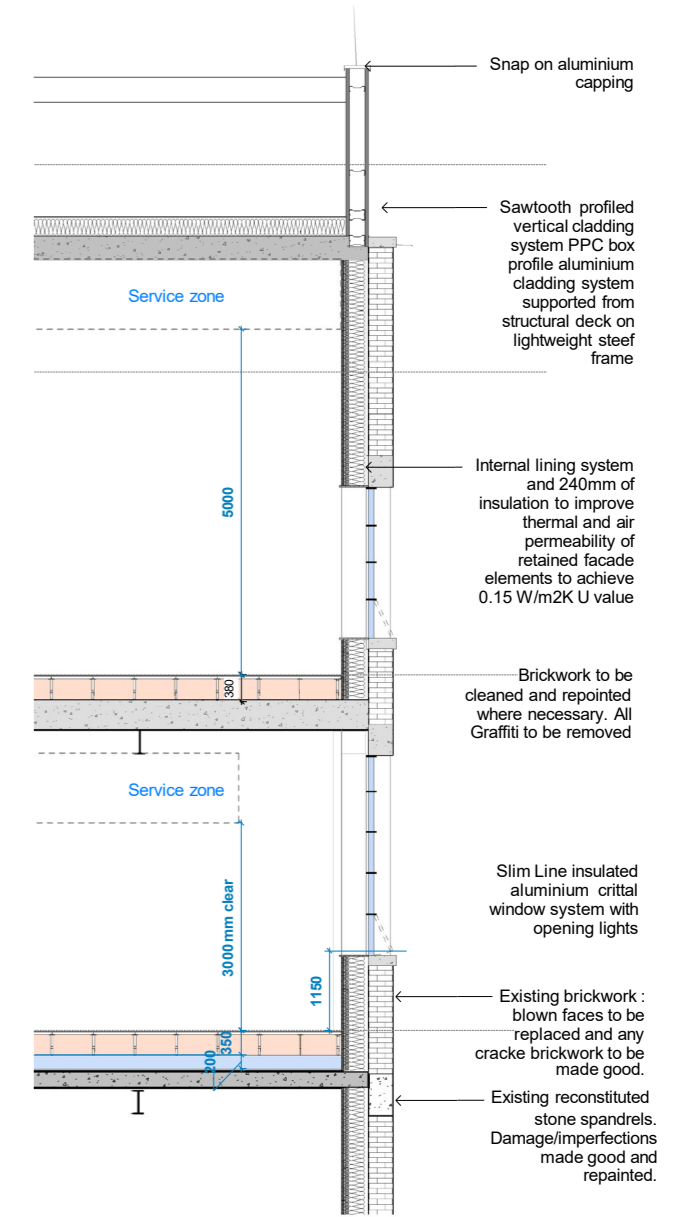 Snap on aluminium
capping
Sawtooth profiled
vertical cladding
system PPC box
profile aluminium
cladding system
supported from
structural deck on
lightweight steef
frame
Service zone
Internal lining system
and 240mm of
insulation to improve
thermal and air
permeability of
retained facade
elements to achieve
0.15 W/m2K U value
5000
380
Brickwork to be
cleaned and repointed
where necessary. All
Graffiti to be removed
Service zone
Slim Line insulated
aluminium crittal
window system with
opening lights
3000mm clear
1150
Existing brickwork :
blown faces to be
replaced and any
cracke brickwork to be
made good.
350
200
Existing reconstituted
stone spandrels.
Damage/imperfections
made good and
repainted.